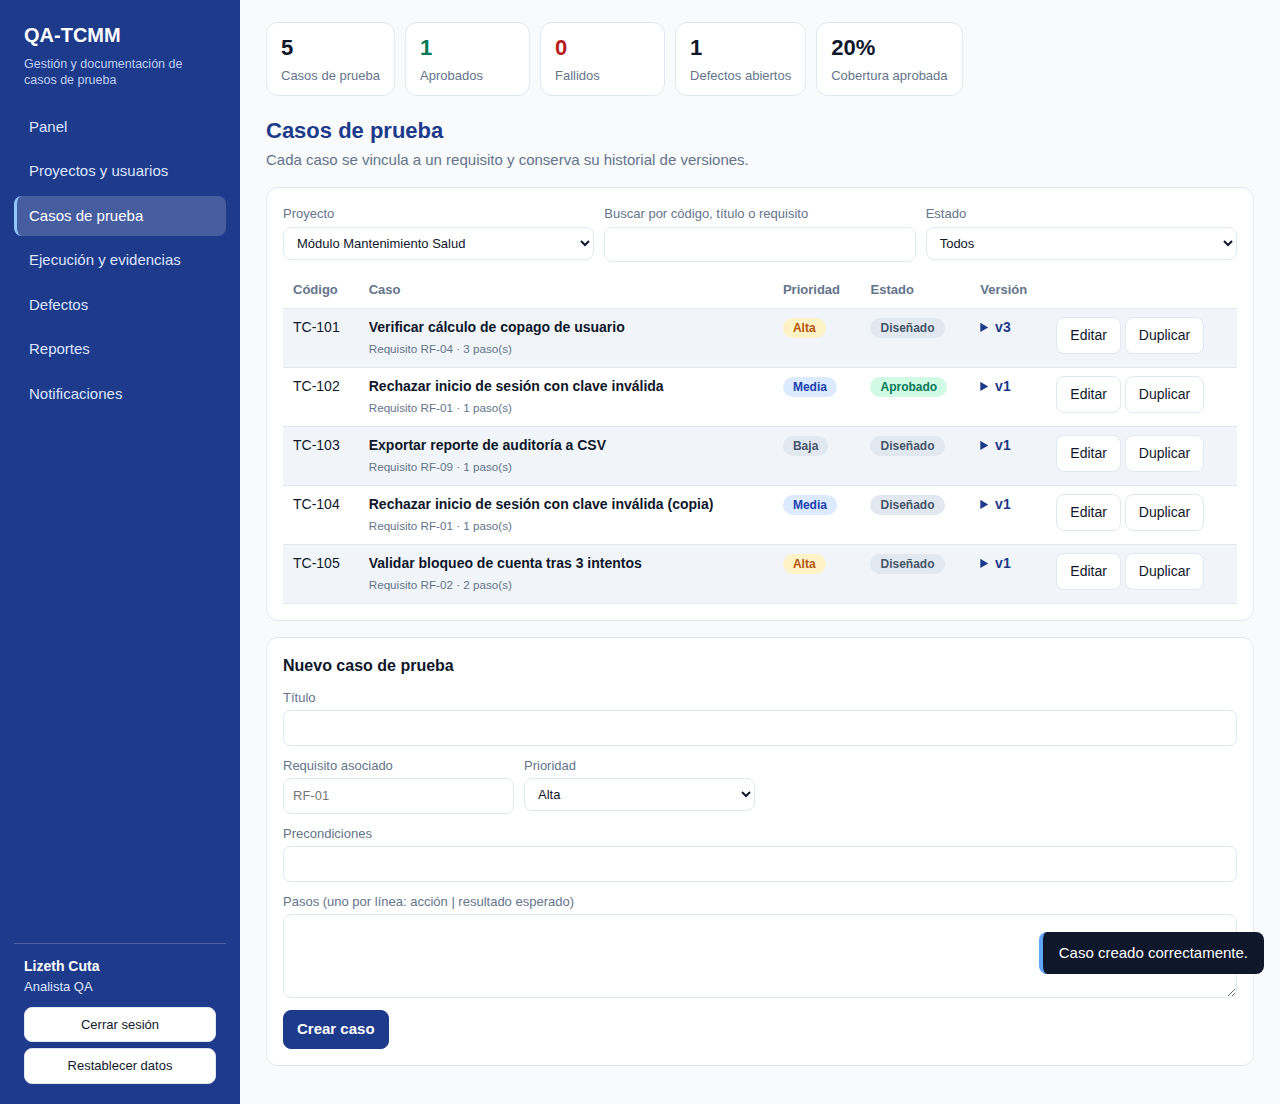 QA-TCMM
Gestión y documentación de
casos de prueba
Panel
Proyectos y usuarios
Casos de prueba
Ejecución y evidencias
Defectos
Reportes
Notificaciones
Lizeth Cuta
Analista QA
Cerrar sesión
Restablecer datos
5
Casos de prueba
1
Aprobados
0
Fallidos
1
Defectos abiertos
20%
Cobertura aprobada
Casos de prueba
Cada caso se vincula a un requisito y conserva su historial de versiones.
Proyecto
Buscar por código, título o requisito
Estado
Módulo Mantenimiento Salud
Todos
Código Caso Prioridad Estado Versión
TC-101 Verificar cálculo de copago de usuario Alta Diseñado v3 Editar Duplicar
Requisito RF-04 · 3 paso(s)
TC-102 Rechazar inicio de sesión con clave inválida Media Aprobado v1 Editar Duplicar
Requisito RF-01 · 1 paso(s)
TC-103 Exportar reporte de auditoría a CSV Baja Diseñado v1 Editar Duplicar
Requisito RF-09 · 1 paso(s)
TC-104 Rechazar inicio de sesión con clave inválida (copia) Media Diseñado v1 Editar Duplicar
Requisito RF-01 · 1 paso(s)
TC-105 Validar bloqueo de cuenta tras 3 intentos Alta Diseñado v1 Editar Duplicar
Requisito RF-02 · 2 paso(s)
Nuevo caso de prueba
Título
Requisito asociado
Prioridad
RF-01
Alta
Precondiciones
Pasos (uno por línea: acción | resultado esperado)
Caso creado correctamente.
Crear caso